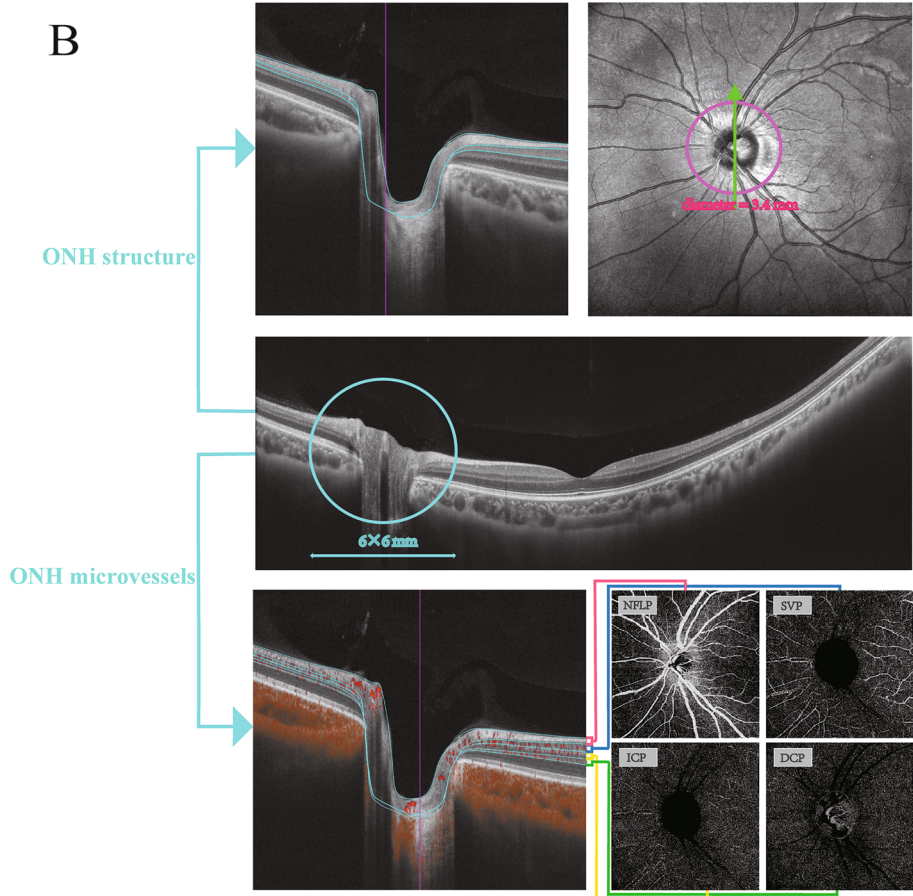 B
diameter = 3.4 mm
ONH structure
6×6 mm
ONH microvessels
NFLP
SVP
ICP
DCP